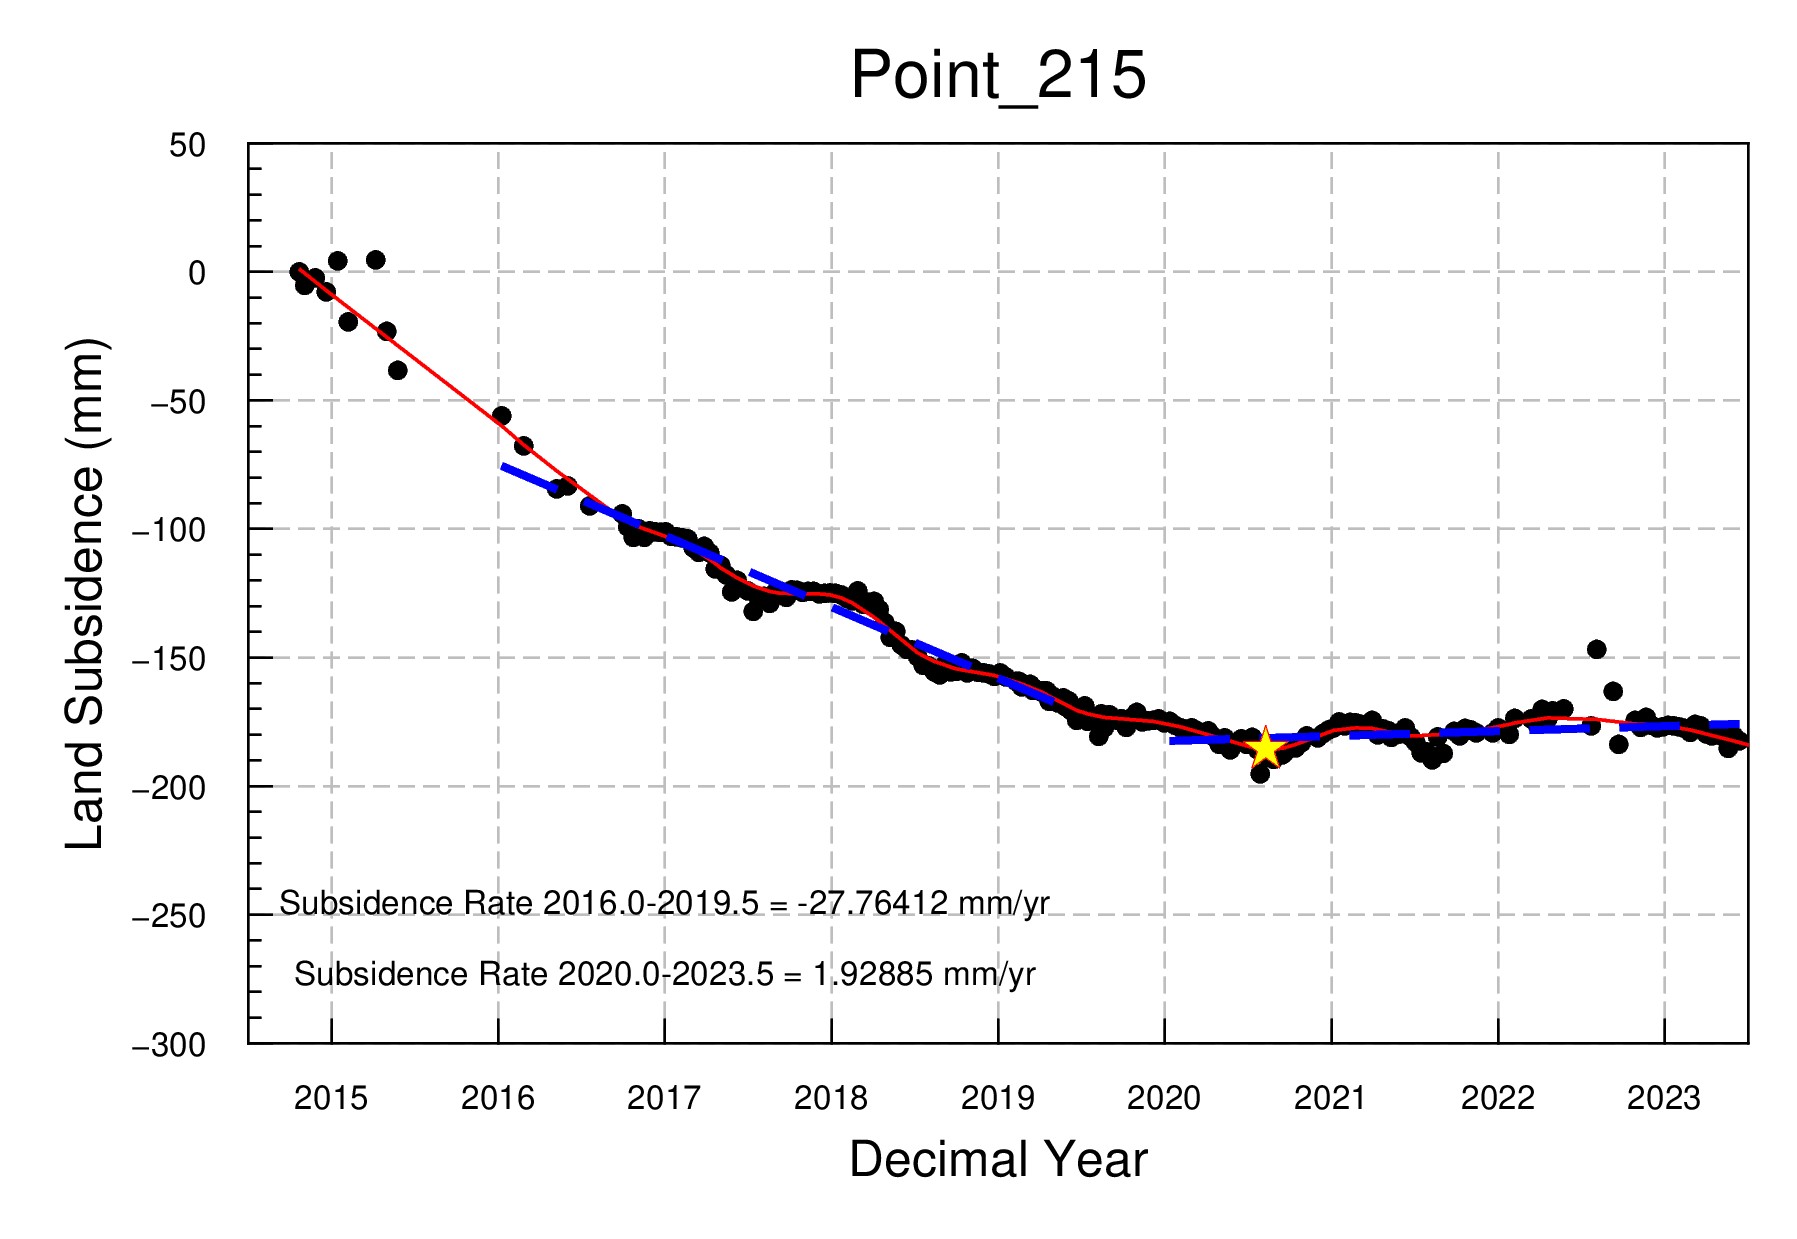 Point_215
50
0
−50
−100
−150
−200
−250
−300
Land Subsidence (mm)
Subsidence Rate 2016.0-2019.5 = -27.76412 mm/yr
Subsidence Rate 2020.0-2023.5 = 1.92885 mm/yr
2015 2016 2017 2018 2019 2020 2021 2022 2023
Decimal Year